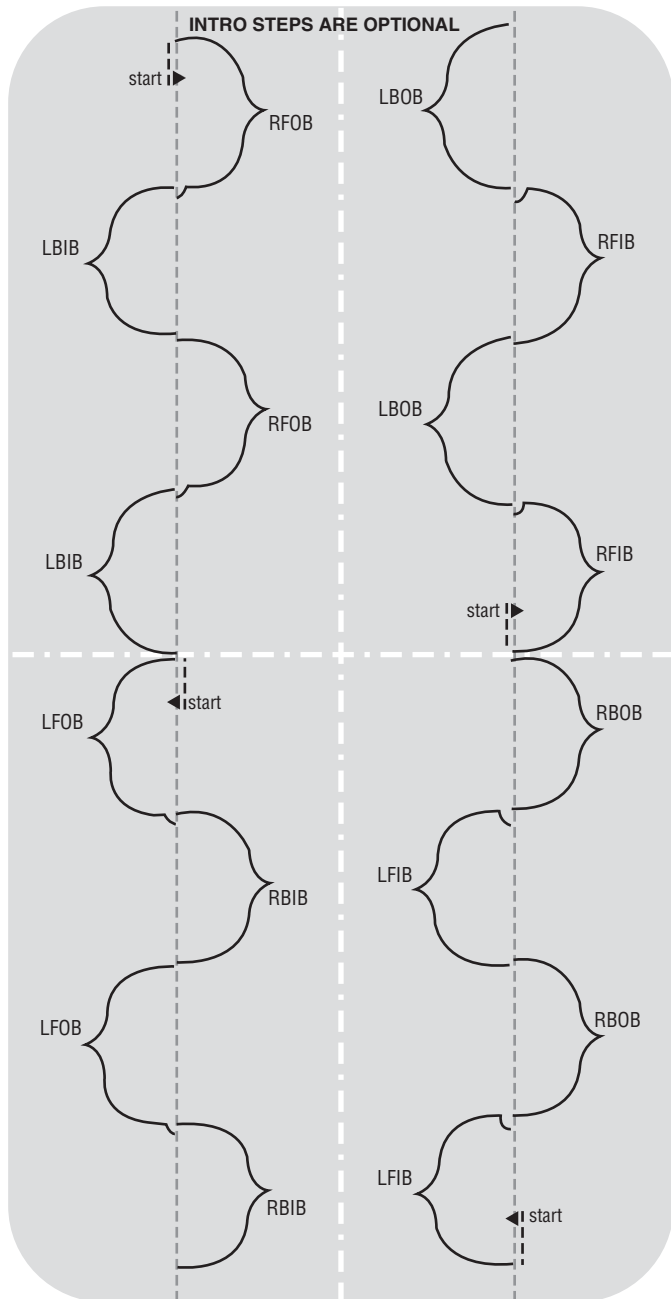 INTRO STEPS ARE OPTIONAL
start
RFOB
LBIB
RFOB
LBIB
LBOB
RFIB
LBOB
RFIB
start
start
LFOB
RBIB
LFOB
RBIB
RBOB
LFIB
RBOB
LFIB
start